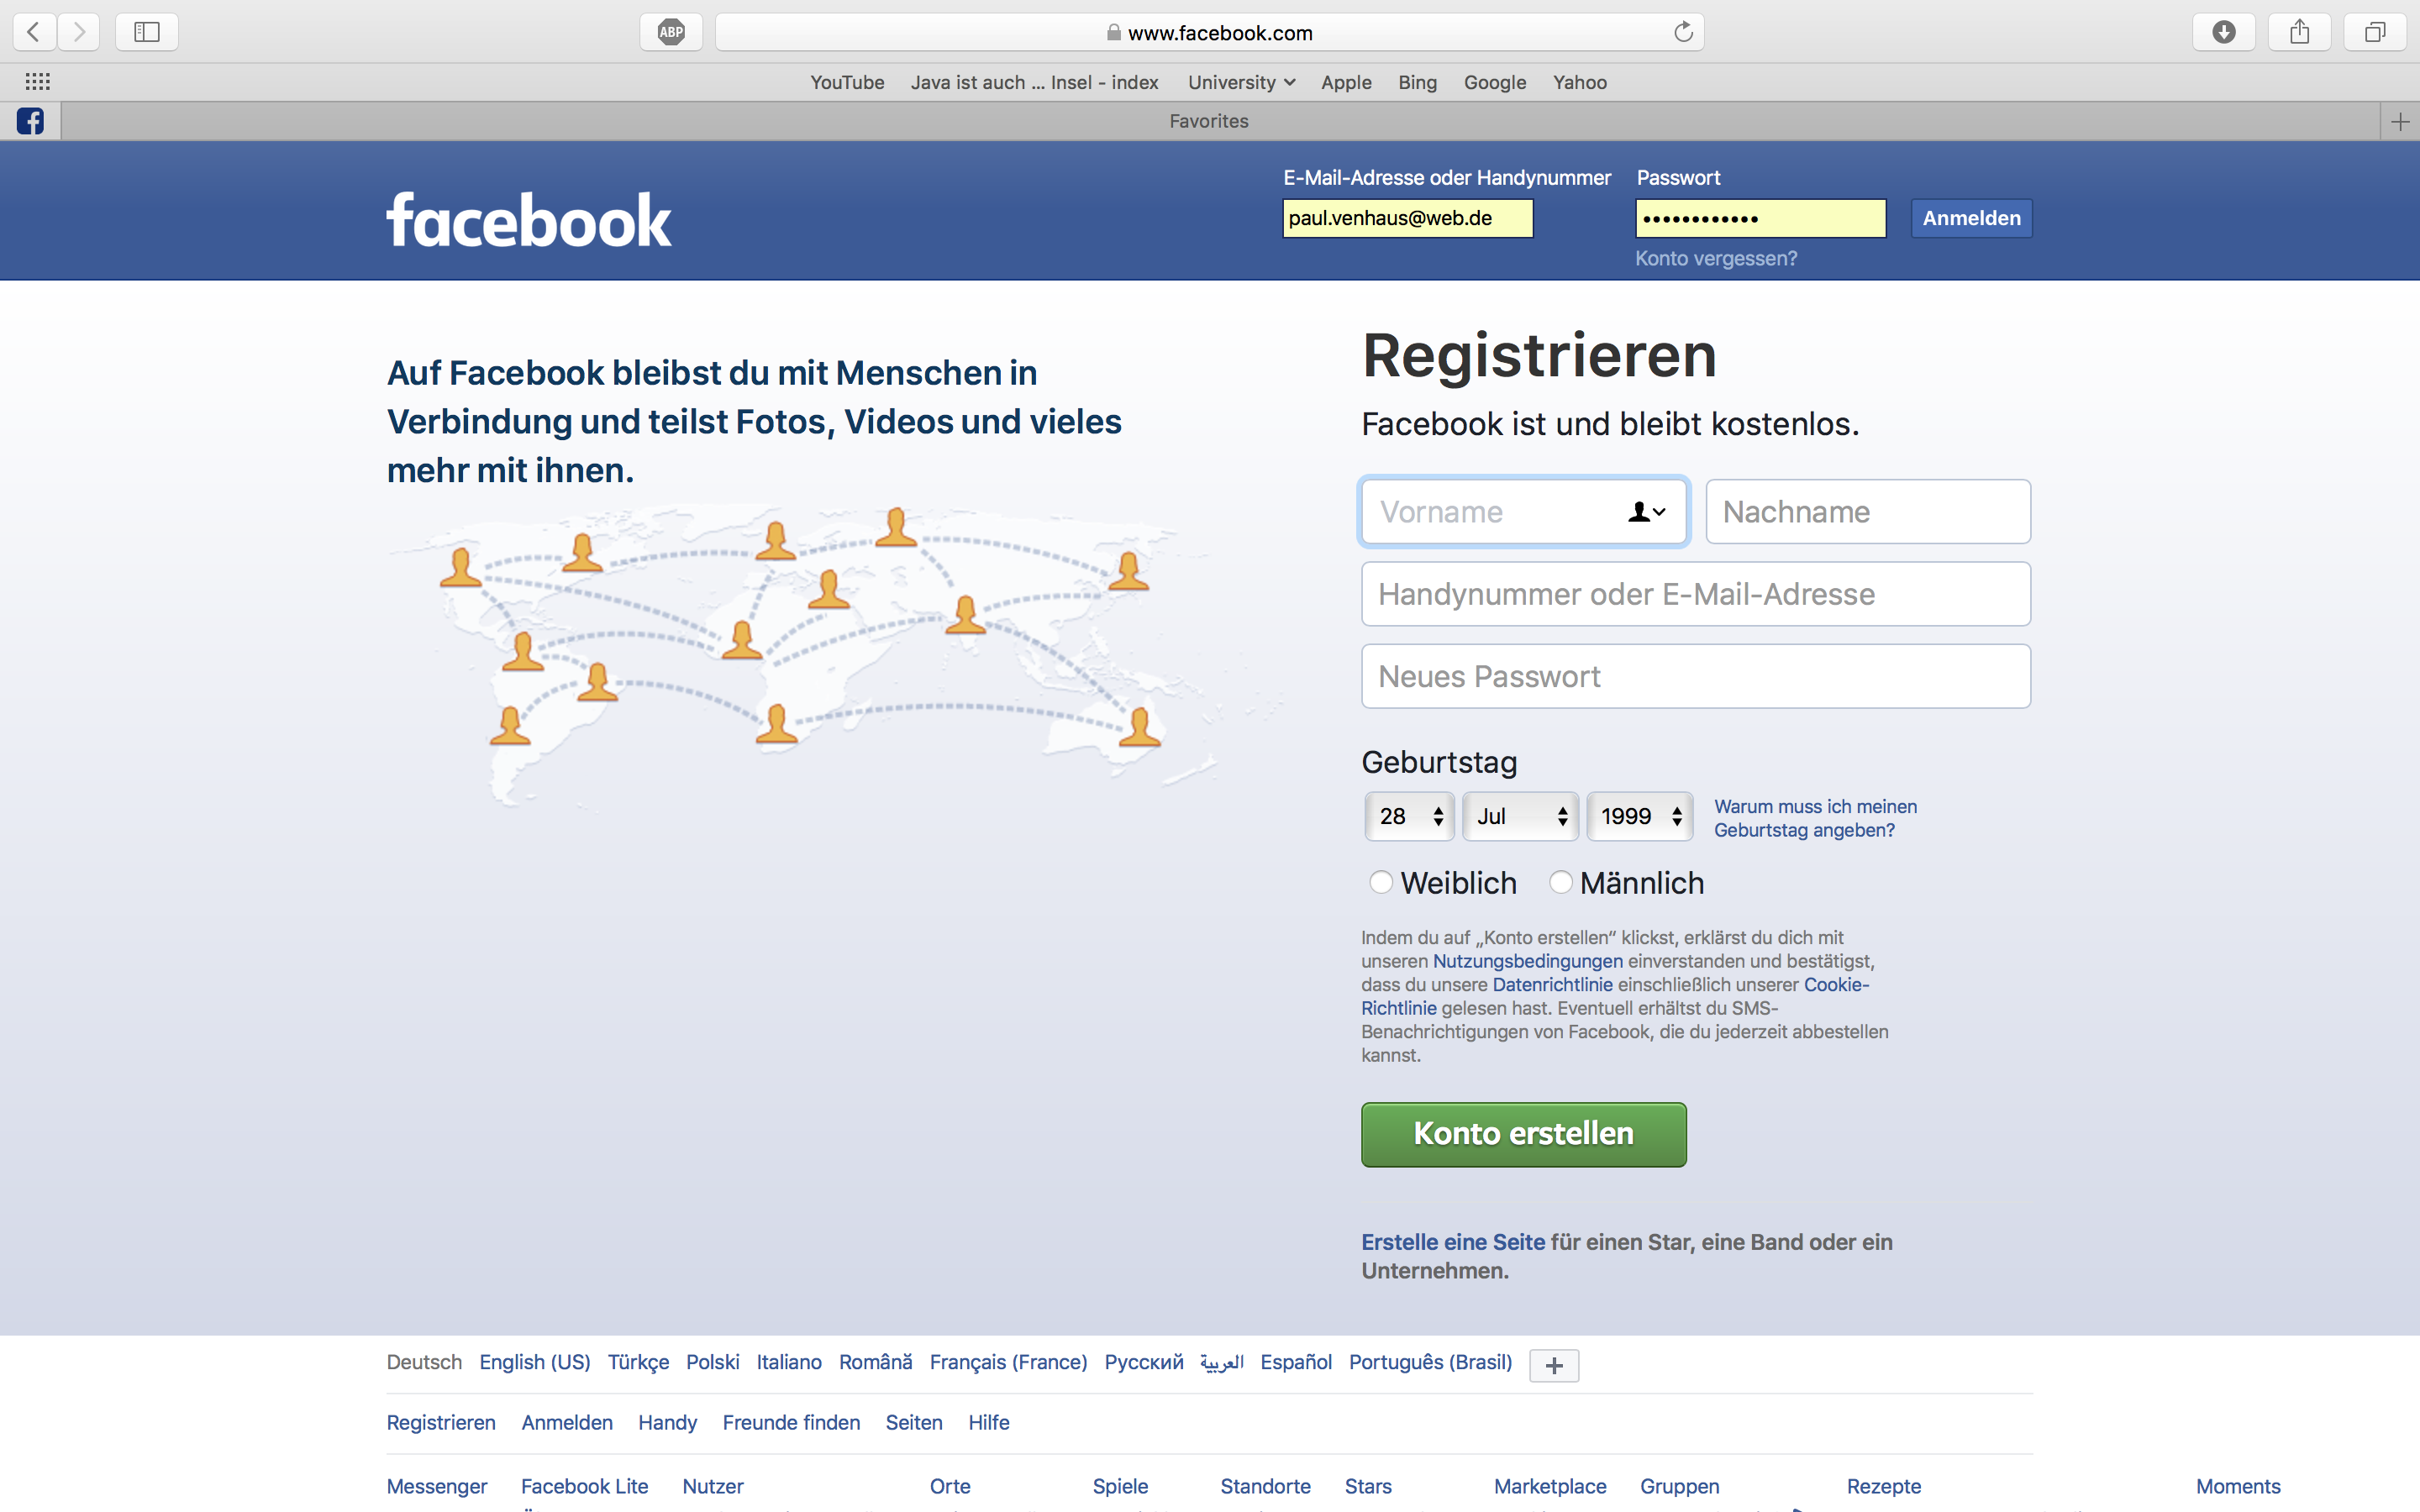 ABP
www.facebook.com
YouTube Java ist auch ... Insel - index University Apple Bing Google Yahoo
Favorites
facebook
E-Mail-Adresse oder Handynummer Passwort
paul.venhaus@web.de •••••••••••• Anmelden
Konto vergessen?
Auf Facebook bleibst du mit Menschen in
Verbindung und teilst Fotos, Videos und vieles
mehr mit ihnen.
Registrieren
Facebook ist und bleibt kostenlos.
Vorname Nachname
Handynummer oder E-Mail-Adresse
Neues Passwort
Geburtstag
28 Jul 1999
Warum muss ich meinen
Geburtstag angeben?
Weiblich Männlich
Indem du auf „Konto erstellen“ klickst, erklärst du dich mit
unseren Nutzungsbedingungen einverstanden und bestätigst,
dass du unsere Datenrichtlinie einschließlich unserer Cookie-
Richtlinie gelesen hast. Eventuell erhältst du SMS-
Benachrichtigungen von Facebook, die du jederzeit abbestellen
kannst.
Konto erstellen
Erstelle eine Seite für einen Star, eine Band oder ein
Unternehmen.
Deutsch English (US) Türkçe Polski Italiano Română Français (France) Русский العربية Español Português (Brasil) +
Registrieren Anmelden Handy Freunde finden Seiten Hilfe
Messenger Facebook Lite Nutzer Orte Spiele Standorte Stars Marketplace Gruppen Rezepte Moments